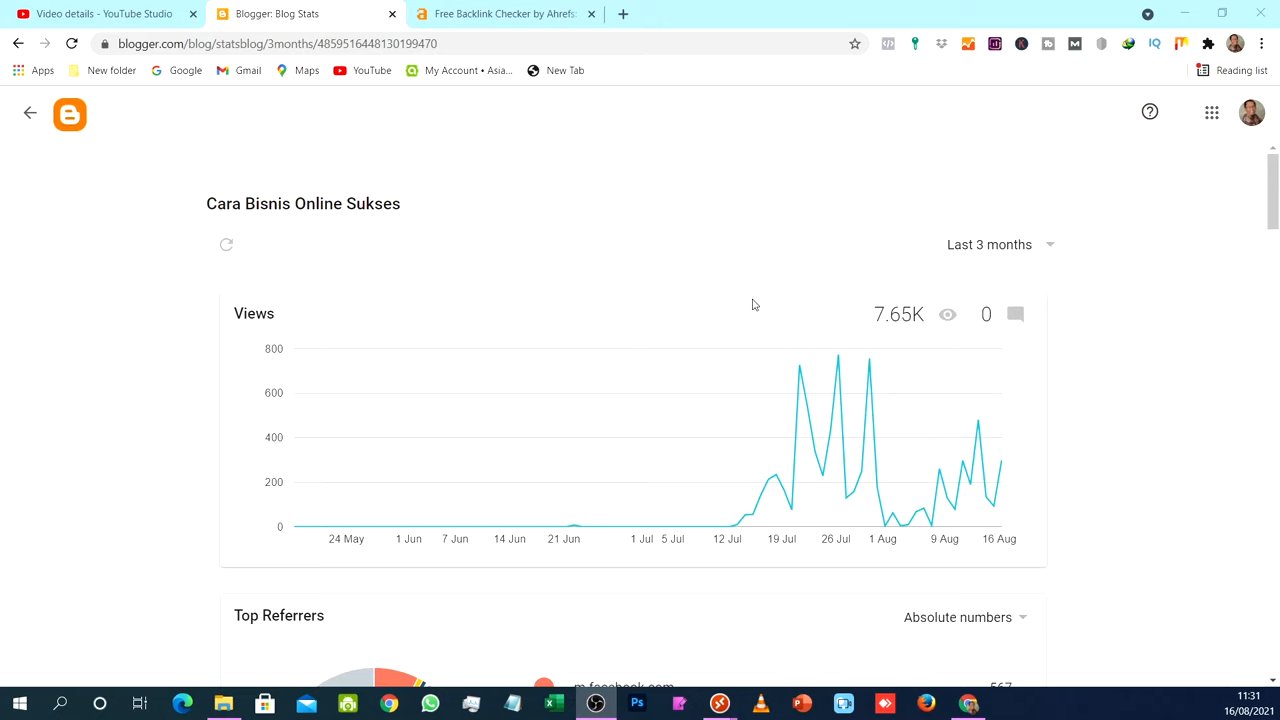 Video details - YouTube Studio
Blogger: Blog Stats
Free Backlink Checker by Ahrefs:
blogger.com/blog/statsblog/3months/4859516448130199470
Apps
New folder
Google
Gmail
Maps
YouTube
My Account • Asia...
New Tab
Reading list
Cara Bisnis Online Sukses
Last 3 months
Views
7.65K
0
800
600
400
200
0
24 May
1 Jun
7 Jun
14 Jun
21 Jun
1 Jul
5 Jul
12 Jul
19 Jul
26 Jul
1 Aug
9 Aug
16 Aug
Top Referrers
Absolute numbers
m.facebook.com
567
11:31
16/08/2021